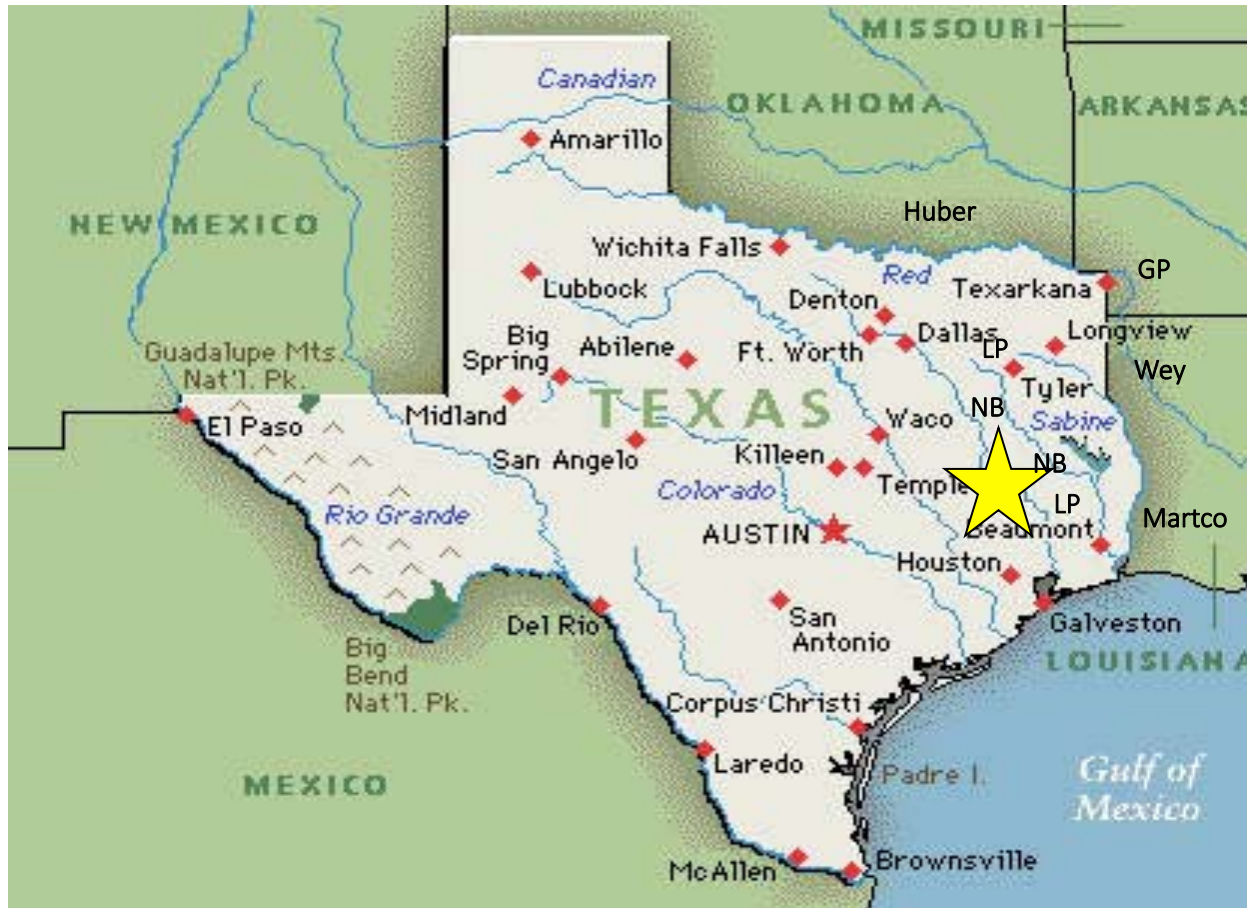 MISSOURI
Canadian
OKLAHOMA
ARKANSAS
Amarillo
NEW MEXICO
Huber
Wichita Falls
Red
GP
Lubbock
Denton
Texarkana
Big
Spring
Abilene
Ft. Worth
Dallas
Longview
LP
Guadalupe Mts.
Nat'l. Pk.
Wey
Tyler
Midland
TEXAS
NB
El Paso
Waco
Sabine
San Angelo
Killeen
NB
Temple
Rio Grande
Colorado
LP
Martco
AUSTIN
Beaumont
Houston
Del Rio
San
Antonio
Galveston
Big
Bend
Nat'l. Pk.
LOUISIANA
Corpus Christi
Laredo
Padre I.
Gulf of
Mexico
MEXICO
McAllen
Brownsville